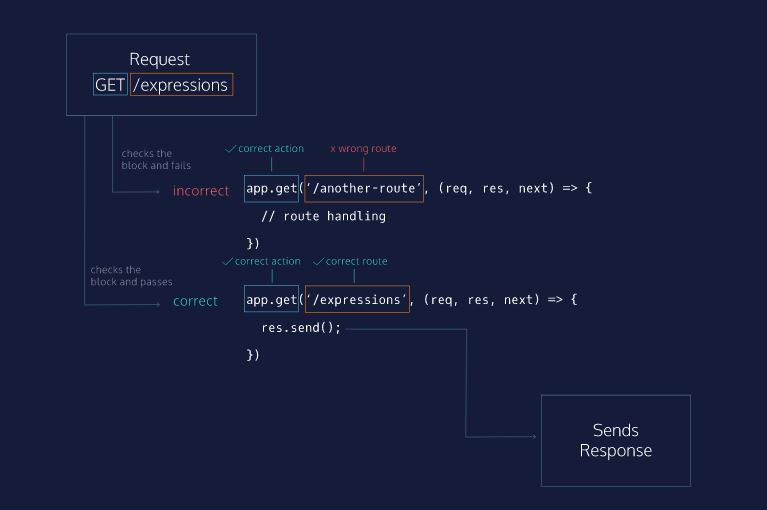 Request
GET /expressions
checks the
block and fails
✓ correct action
x wrong route
incorrect
app.get('/another-route', (req, res, next) => {
// route handling
})
checks the
block and passes
✓ correct action
✓ correct route
correct
app.get('/expressions', (req, res, next) => {
res.send();
})
Sends
Response